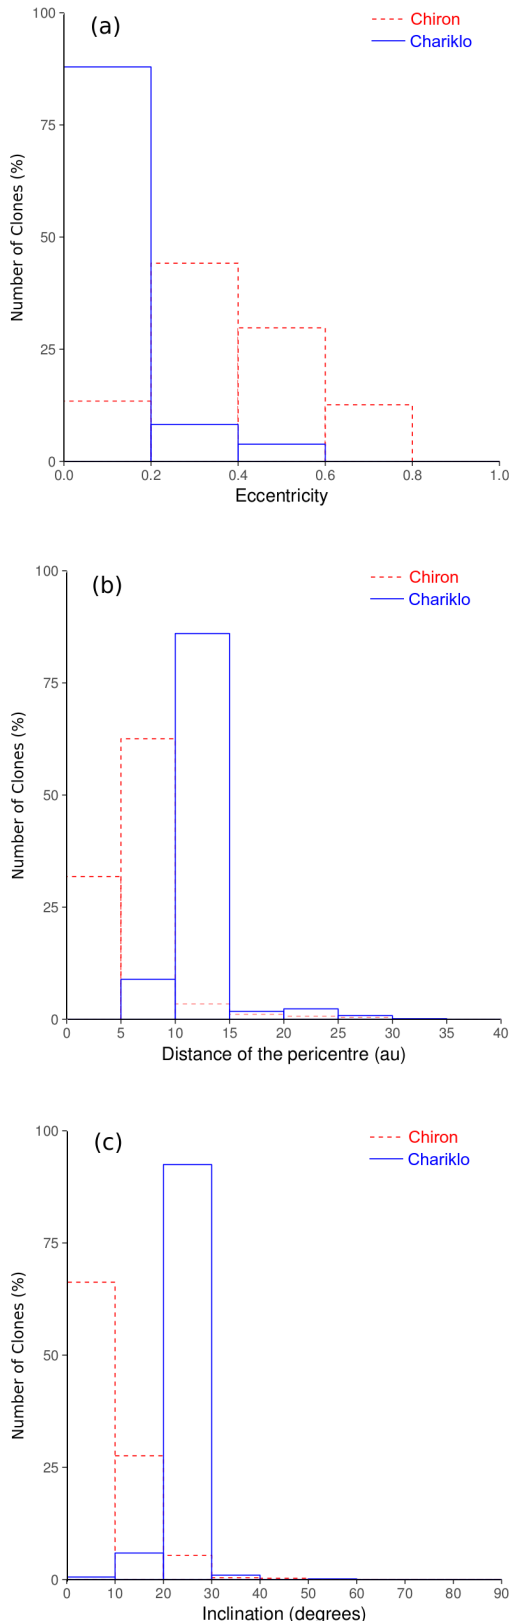 100
(a)
Chiron
Chariklo
75
50
25
0
Number of Clones (%)
0.0 0.2 0.4 0.6 0.8 1.0
Eccentricity
100
(b)
Chiron
Chariklo
75
50
25
0
Number of Clones (%)
0 5 10 15 20 25 30 35 40
Distance of the pericentre (au)
100
(c)
Chiron
Chariklo
75
50
25
0
Number of Clones (%)
0 10 20 30 40 50 60 70 80 90
Inclination (degrees)